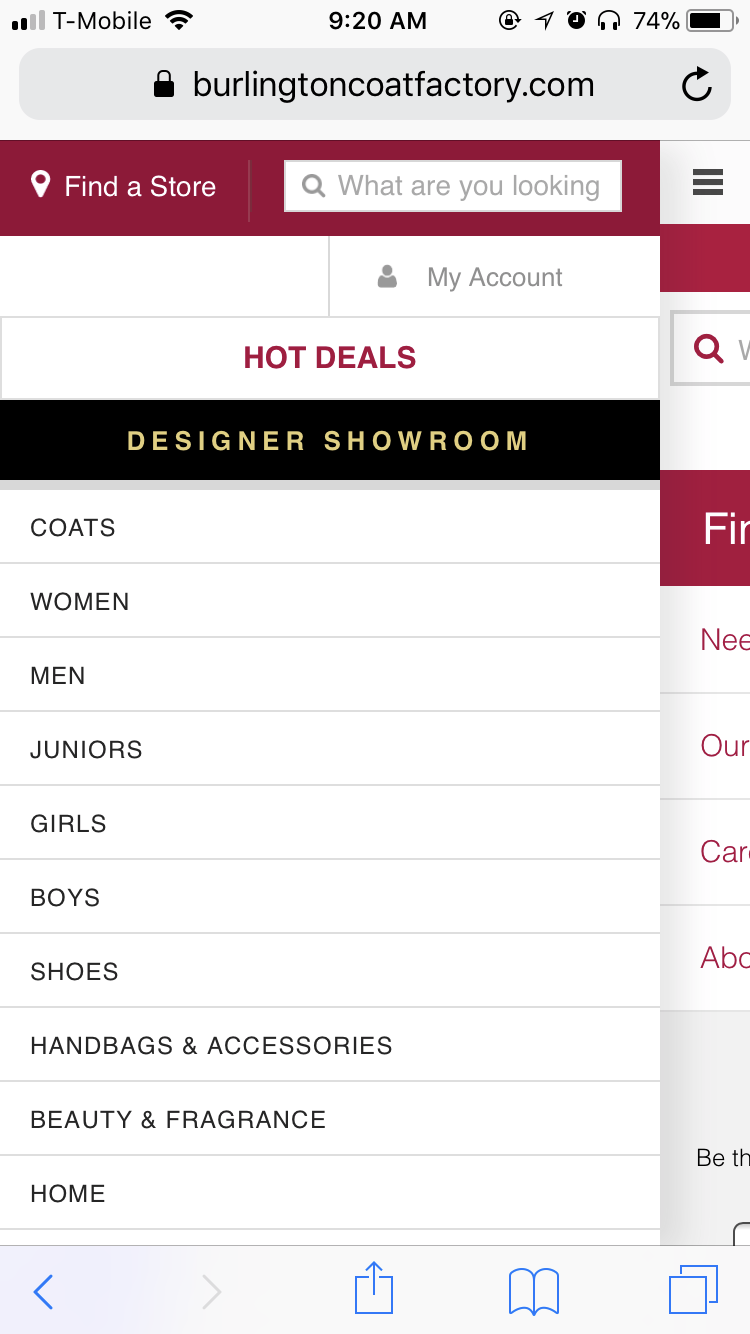 T-Mobile 9:20 AM 74%
burlingtoncoatfactory.com
Find a Store What are you looking
My Account
HOT DEALS
DESIGNER SHOWROOM
COATS
WOMEN
MEN
JUNIORS
GIRLS
BOYS
SHOES
HANDBAGS & ACCESSORIES
BEAUTY & FRAGRANCE
HOME
Be